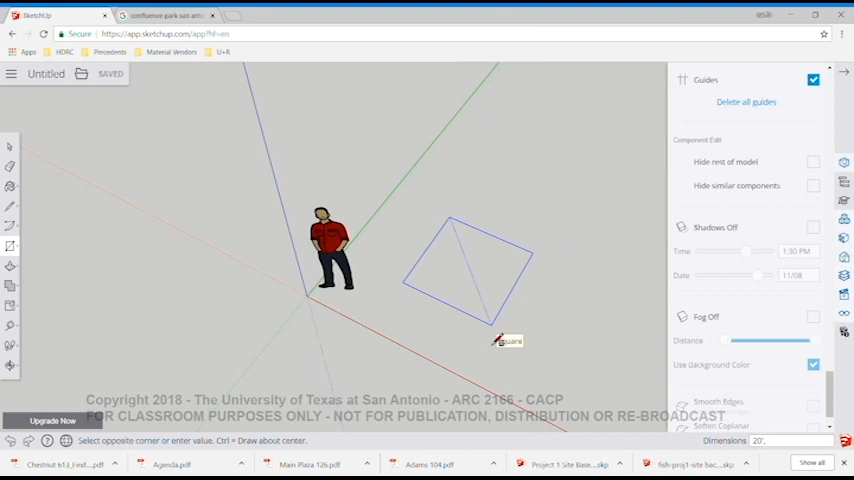 SketchUp
confluence park san anto
Secure
https://app.sketchup.com/app?hl=en
Apps
HDRC
Precedents
Material Vendors
U+R
Untitled
SAVED
Guides
Delete all guides
Component Edit
Hide rest of model
Hide similar components
Shadows Off
Time
1:30 PM
Date
11/08
Fog Off
Distance
Use Background Color
Smooth Edges
Soften Coplanar
quare
Copyright 2018 - The University of Texas at San Antonio - ARC 2166 - CACP
FOR CLASSROOM PURPOSES ONLY - NOT FOR PUBLICATION, DISTRIBUTION OR RE-BROADCAST
Upgrade Now
Select opposite corner or enter value. Ctrl = Draw about center.
Dimensions
20',
Agenda.pdf
Main Plaza 126.pdf
Adams 104.pdf
Project 1 Site Base....skp
fish-proj1-site bac....skp
Show all